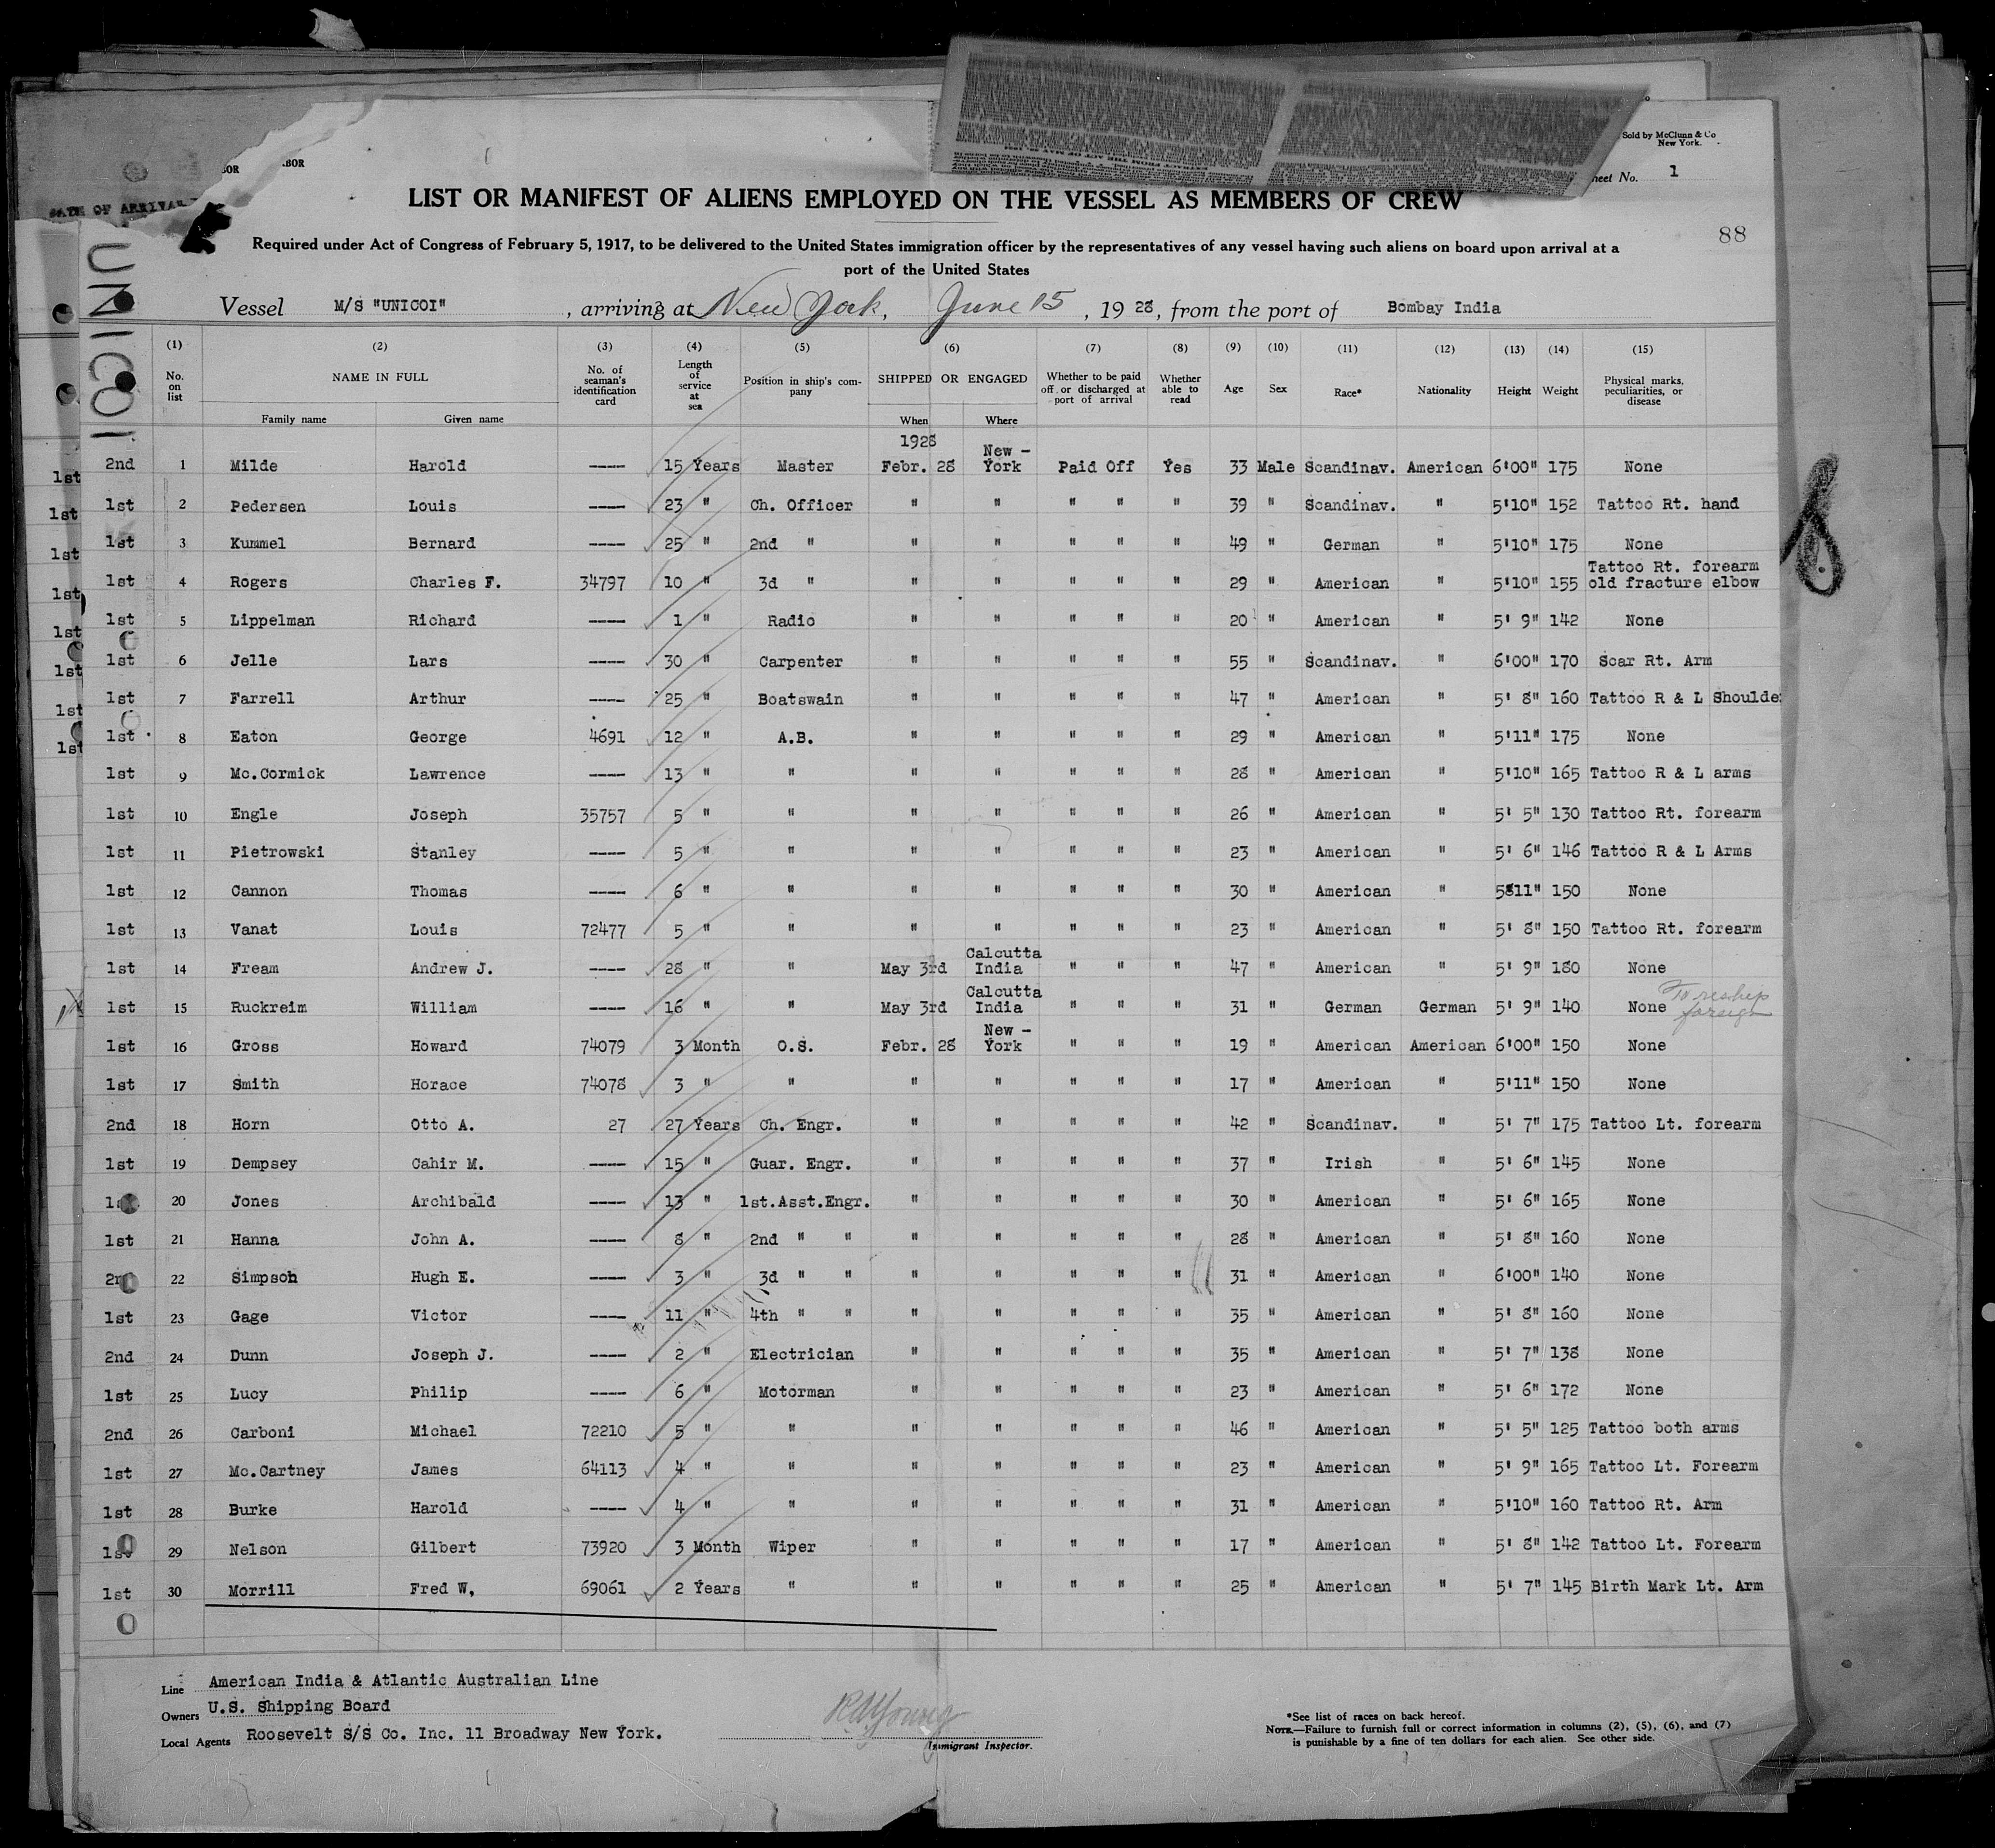 Sold by McClunn & Co
New York.
BOR
ABOR
Sheet No. 1
DATE OF ARRIVAL
UNICOI
LIST OR MANIFEST OF ALIENS EMPLOYED ON THE VESSEL AS MEMBERS OF CREW
88
Required under Act of Congress of February 5, 1917, to be delivered to the United States immigration officer by the representatives of any vessel having such aliens on board upon arrival at a
port of the United States
Vessel M/S "UNICOI" , arriving at New York, June 15 , 19 28, from the port of Bombay India
(1) (2) (3) (4) (5) (6) (7) (8) (9) (10) (11) (12) (13) (14) (15)
No. on list NAME IN FULL No. of seaman's identification card Length of service at sea Position in ship's company SHIPPED OR ENGAGED Whether to be paid off or discharged at port of arrival Whether able to read Age Sex Race* Nationality Height Weight Physical marks, peculiarities, or disease
Family name Given name When Where
1928 New -
2nd 1 Milde Harold ---- 15 Years Master Febr. 28 York Paid Off Yes 33 Male Scandinav. American 6'00" 175 None
1st 2 Pedersen Louis ---- 23 " Ch. Officer " " " " " 39 " Scandinav. " 5'10" 152 Tattoo Rt. hand
1st 3 Kummel Bernard ---- 25 " 2nd " " " " " " 49 " German " 5'10" 175 None
Tattoo Rt. forearm
1st 4 Rogers Charles F. 34797 10 " 3d " " " " " " 29 " American " 5'10" 155 old fracture elbow
1st 5 Lippelman Richard ---- 1 " Radio " " " " " 20 " American " 5' 9" 142 None
1st 6 Jelle Lars ---- 30 " Carpenter " " " " " 55 " Scandinav. " 6'00" 170 Scar Rt. Arm
1st 7 Farrell Arthur ---- 25 " Boatswain " " " " " 47 " American " 5' 8" 160 Tattoo R & L Shoulder
1st 8 Eaton George 4691 12 " A.B. " " " " " 29 " American " 5'11" 175 None
1st 9 Mc.Cormick Lawrence ---- 13 " " " " " " " 28 " American " 5'10" 165 Tattoo R & L arms
1st 10 Engle Joseph 35757 5 " " " " " " " 26 " American " 5' 5" 130 Tattoo Rt. forearm
1st 11 Pietrowski Stanley ---- 5 " " " " " " " 23 " American " 5' 6" 146 Tattoo R & L Arms
1st 12 Cannon Thomas ---- 6 " " " " " " " 30 " American " 5'11" 150 None
1st 13 Vanat Louis 72477 5 " " " " " " " 23 " American " 5' 8" 150 Tattoo Rt. forearm
Calcutta
1st 14 Fream Andrew J. ---- 28 " " May 3rd India " " " 47 " American " 5' 9" 180 None
Calcutta
1st 15 Ruckreim William ---- 16 " " May 3rd India " " " 31 " German German 5' 9" 140 None To reship foreign
New -
1st 16 Gross Howard 74079 3 Month O.S. Febr. 28 York " " " 19 " American American 6'00" 150 None
1st 17 Smith Horace 74078 3 " " " " " " " 17 " American " 5'11" 150 None
2nd 18 Horn Otto A. 27 27 Years Ch. Engr. " " " " " 42 " Scandinav. " 5' 7" 175 Tattoo Lt. forearm
1st 19 Dempsey Cahir M. ---- 15 " Guar. Engr. " " " " " 37 " Irish " 5' 6" 145 None
1st 20 Jones Archibald ---- 13 " 1st.Asst.Engr. " " " " " 30 " American " 5' 6" 165 None
1st 21 Hanna John A. ---- 8 " 2nd " " " " " " " 28 " American " 5' 8" 160 None
2nd 22 Simpson Hugh E. ---- 3 " 3d " " " " " " " 31 " American " 6'00" 140 None
1st 23 Gage Victor ---- 11 " 4th " " " " " " " 35 " American " 5' 8" 160 None
2nd 24 Dunn Joseph J. ---- 2 " Electrician " " " " " 35 " American " 5' 7" 138 None
1st 25 Lucy Philip ---- 6 " Motorman " " " " " 23 " American " 5' 6" 172 None
2nd 26 Carboni Michael 72210 5 " " " " " " " 46 " American " 5' 5" 125 Tattoo both arms
1st 27 Mc.Cartney James 64113 4 " " " " " " " 23 " American " 5' 9" 165 Tattoo Lt. Forearm
1st 28 Burke Harold ---- 4 " " " " " " " 31 " American " 5'10" 160 Tattoo Rt. Arm
1st 29 Nelson Gilbert 73920 3 Month Wiper " " " " " 17 " American " 5' 8" 142 Tattoo Lt. Forearm
1st 30 Morrill Fred W, 69061 2 Years " " " " " " 25 " American " 5' 7" 145 Birth Mark Lt. Arm
Line American India & Atlantic Australian Line
Owners U.S. Shipping Board
Local Agents Roosevelt S/S Co. Inc. 11 Broadway New York.
R A Young
Immigrant Inspector.
*See list of races on back hereof.
NOTE.—Failure to furnish full or correct information in columns (2), (5), (6), and (7)
is punishable by a fine of ten dollars for each alien. See other side.
1st
1st
1st
1st
1st
1st
1st
1st